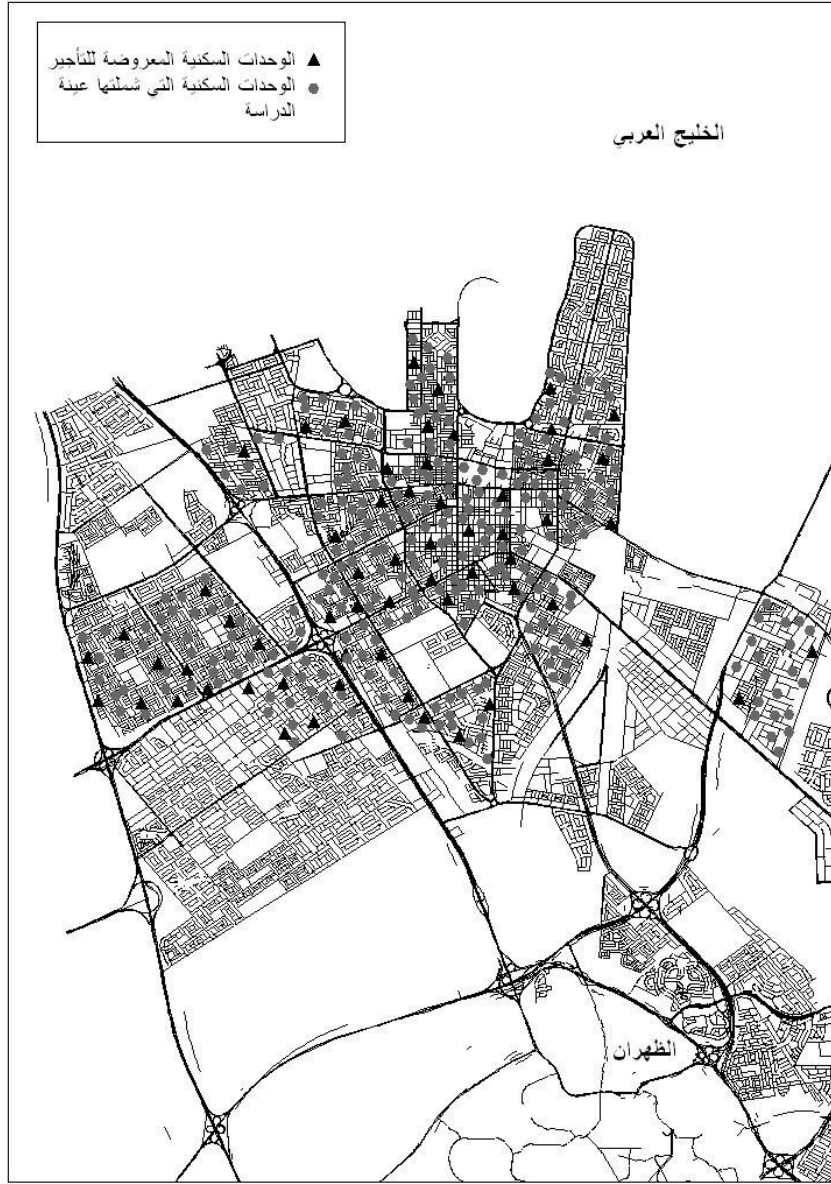 الوحدات السكنية المعروضة للتأجير
الوحدات السكنية التي شملتها عينة
الدراسة
الخليج العربي
الظهران